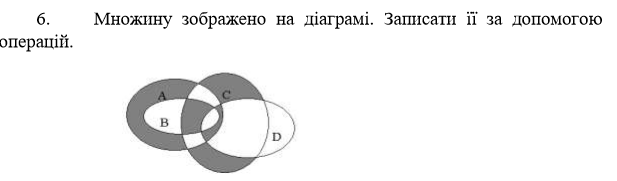 6. Множину зображено на діаграмі. Записати її за допомогою
операцій.
A
C
B
D